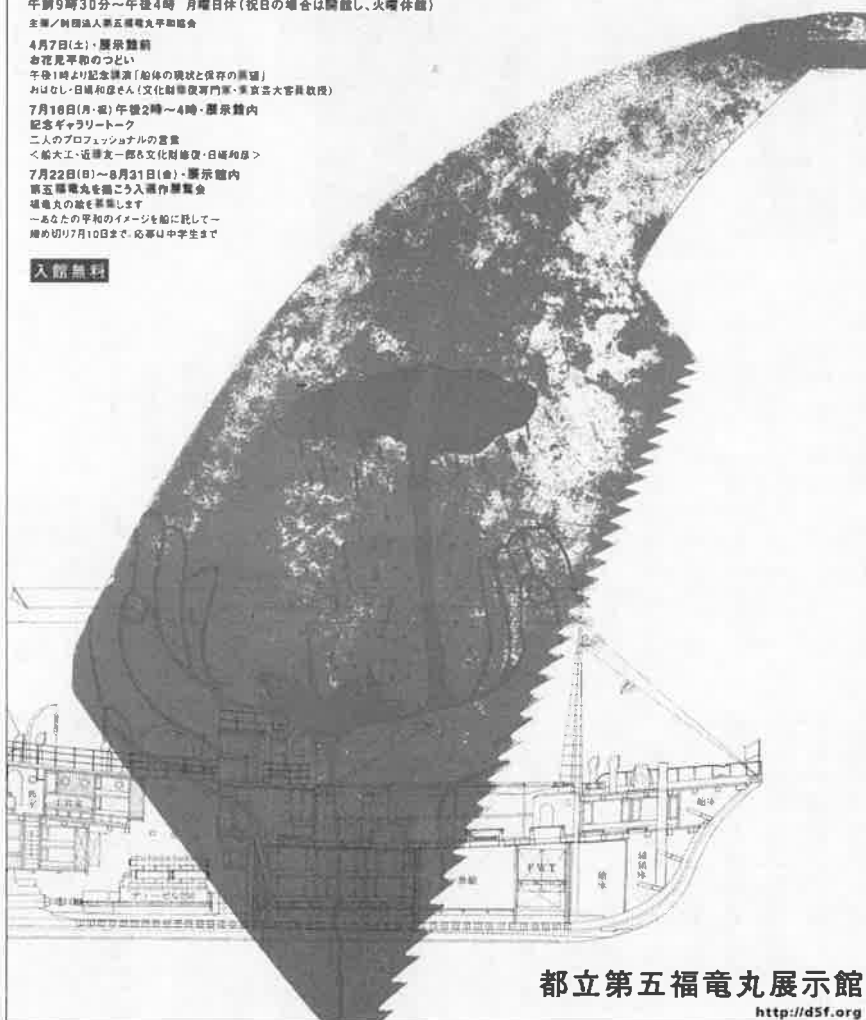 午前9時30分〜午後4時 月曜日休(祝日の場合は開館し、火曜休館)
主催/財団法人第五福竜丸平和協会
4月7日(土)・展示館前
お花見平和のつどい
午後1時より記念講演「船体の現状と保存の展望」
おはなし・日塔和彦さん(文化財修復専門家・東京芸大客員教授)
7月16日(月・祝)午後2時〜4時・展示館内
記念ギャラリートーク
二人のプロフェッショナルの言葉
<船大工・近藤友一郎&文化財修復・日塔和彦>
7月22日(日)〜8月31日(金)・展示館内
第五福竜丸を描こう入選作展覧会
福竜丸の絵を募集します
〜あなたの平和のイメージを船に託して〜
締め切り7月10日まで。応募は中学生まで
入館無料
FWT
都立第五福竜丸展示館
http://d5f.org